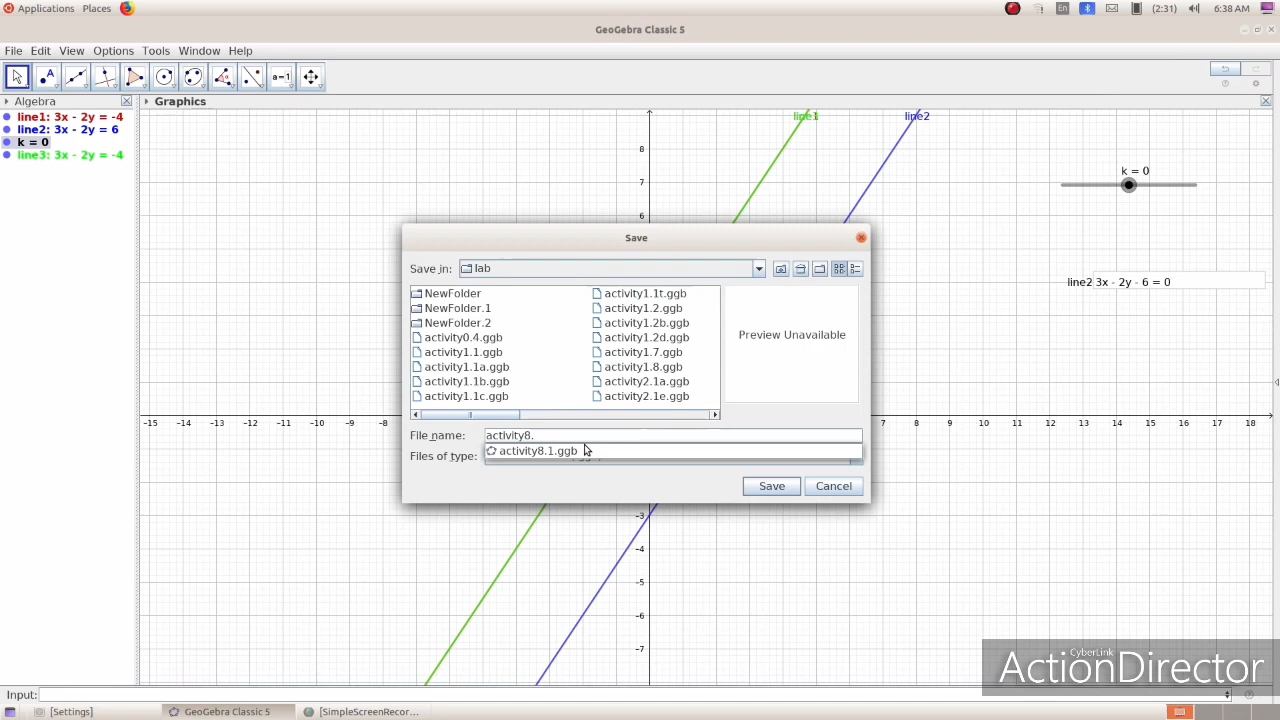 Applications Places En (2:31) 6:38 AM
GeoGebra Classic 5
File Edit View Options Tools Window Help
A a=1
Algebra Graphics
line1: 3x - 2y = -4
line2: 3x - 2y = 6
k = 0
line3: 3x - 2y = -4
line1 line2
k = 0
line2 3x - 2y - 6 = 0
8
7
6
-15 -14 -13 -12 -11 -10 -9 -8 -7 8 9 10 11 12 13 14 15 16 17 18
-3
-4
-5
-6
-7
Save
Save in: lab
NewFolder
NewFolder.1
NewFolder.2
activity0.4.ggb
activity1.1.ggb
activity1.1a.ggb
activity1.1b.ggb
activity1.1c.ggb
activity1.1t.ggb
activity1.2.ggb
activity1.2b.ggb
activity1.2d.ggb
activity1.7.ggb
activity1.8.ggb
activity2.1a.ggb
activity2.1e.ggb
Preview Unavailable
File name: activity8.
activity8.1.ggb
Files of type:
Save Cancel
CyberLink
ActionDirector
Input:
[Settings] GeoGebra Classic 5 [SimpleScreenRecor...